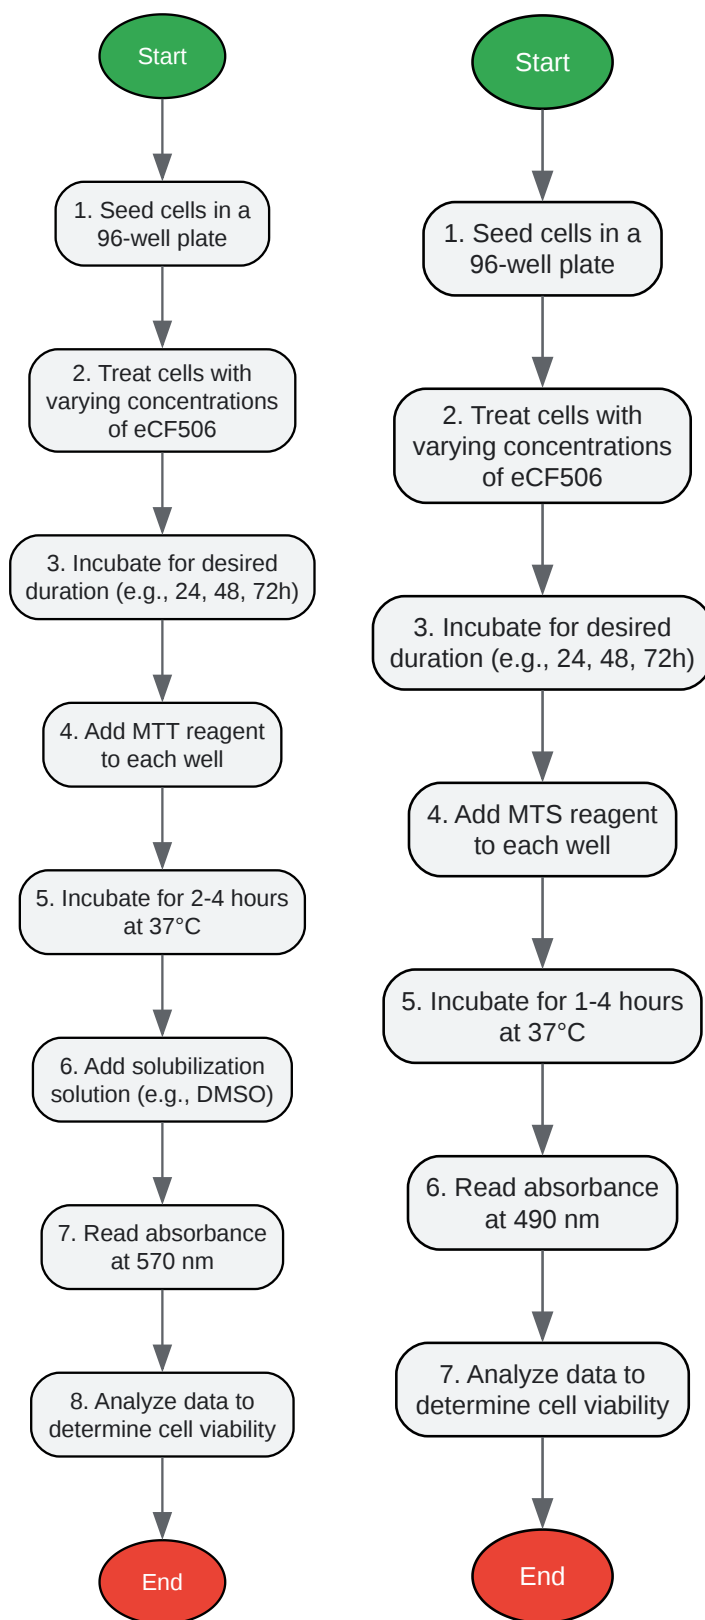 Start
1. Seed cells in a
96-well plate
2. Treat cells with
varying concentrations
of eCF506
3. Incubate for desired
duration (e.g., 24, 48, 72h)
4. Add MTT reagent
to each well
5. Incubate for 2-4 hours
at 37°C
6. Add solubilization
solution (e.g., DMSO)
7. Read absorbance
at 570 nm
8. Analyze data to
determine cell viability
End
Start
1. Seed cells in a
96-well plate
2. Treat cells with
varying concentrations
of eCF506
3. Incubate for desired
duration (e.g., 24, 48, 72h)
4. Add MTS reagent
to each well
5. Incubate for 1-4 hours
at 37°C
6. Read absorbance
at 490 nm
7. Analyze data to
determine cell viability
End